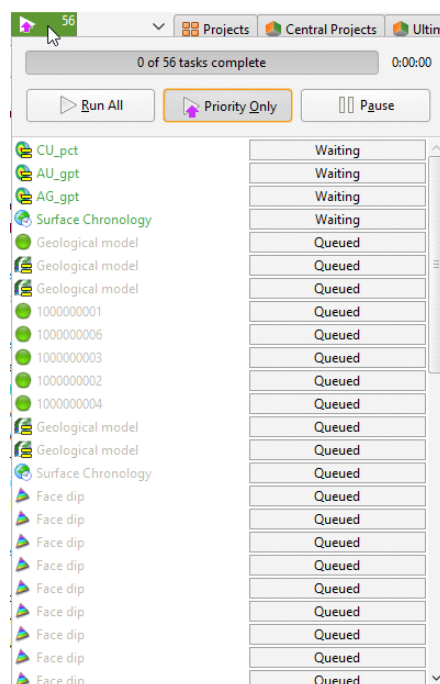 56
Projects
Central Projects
Ultim
0 of 56 tasks complete
0:00:00
Run All
Priority Only
Pause
CU_pct Waiting
AU_gpt Waiting
AG_gpt Waiting
Surface Chronology Waiting
Geological model Queued
Geological model Queued
Geological model Queued
1000000001 Queued
1000000006 Queued
1000000003 Queued
1000000002 Queued
1000000004 Queued
Geological model Queued
Geological model Queued
Surface Chronology Queued
Face dip Queued
Face dip Queued
Face dip Queued
Face dip Queued
Face dip Queued
Face dip Queued
Face dip Queued
Face dip Queued
Face dip Queued